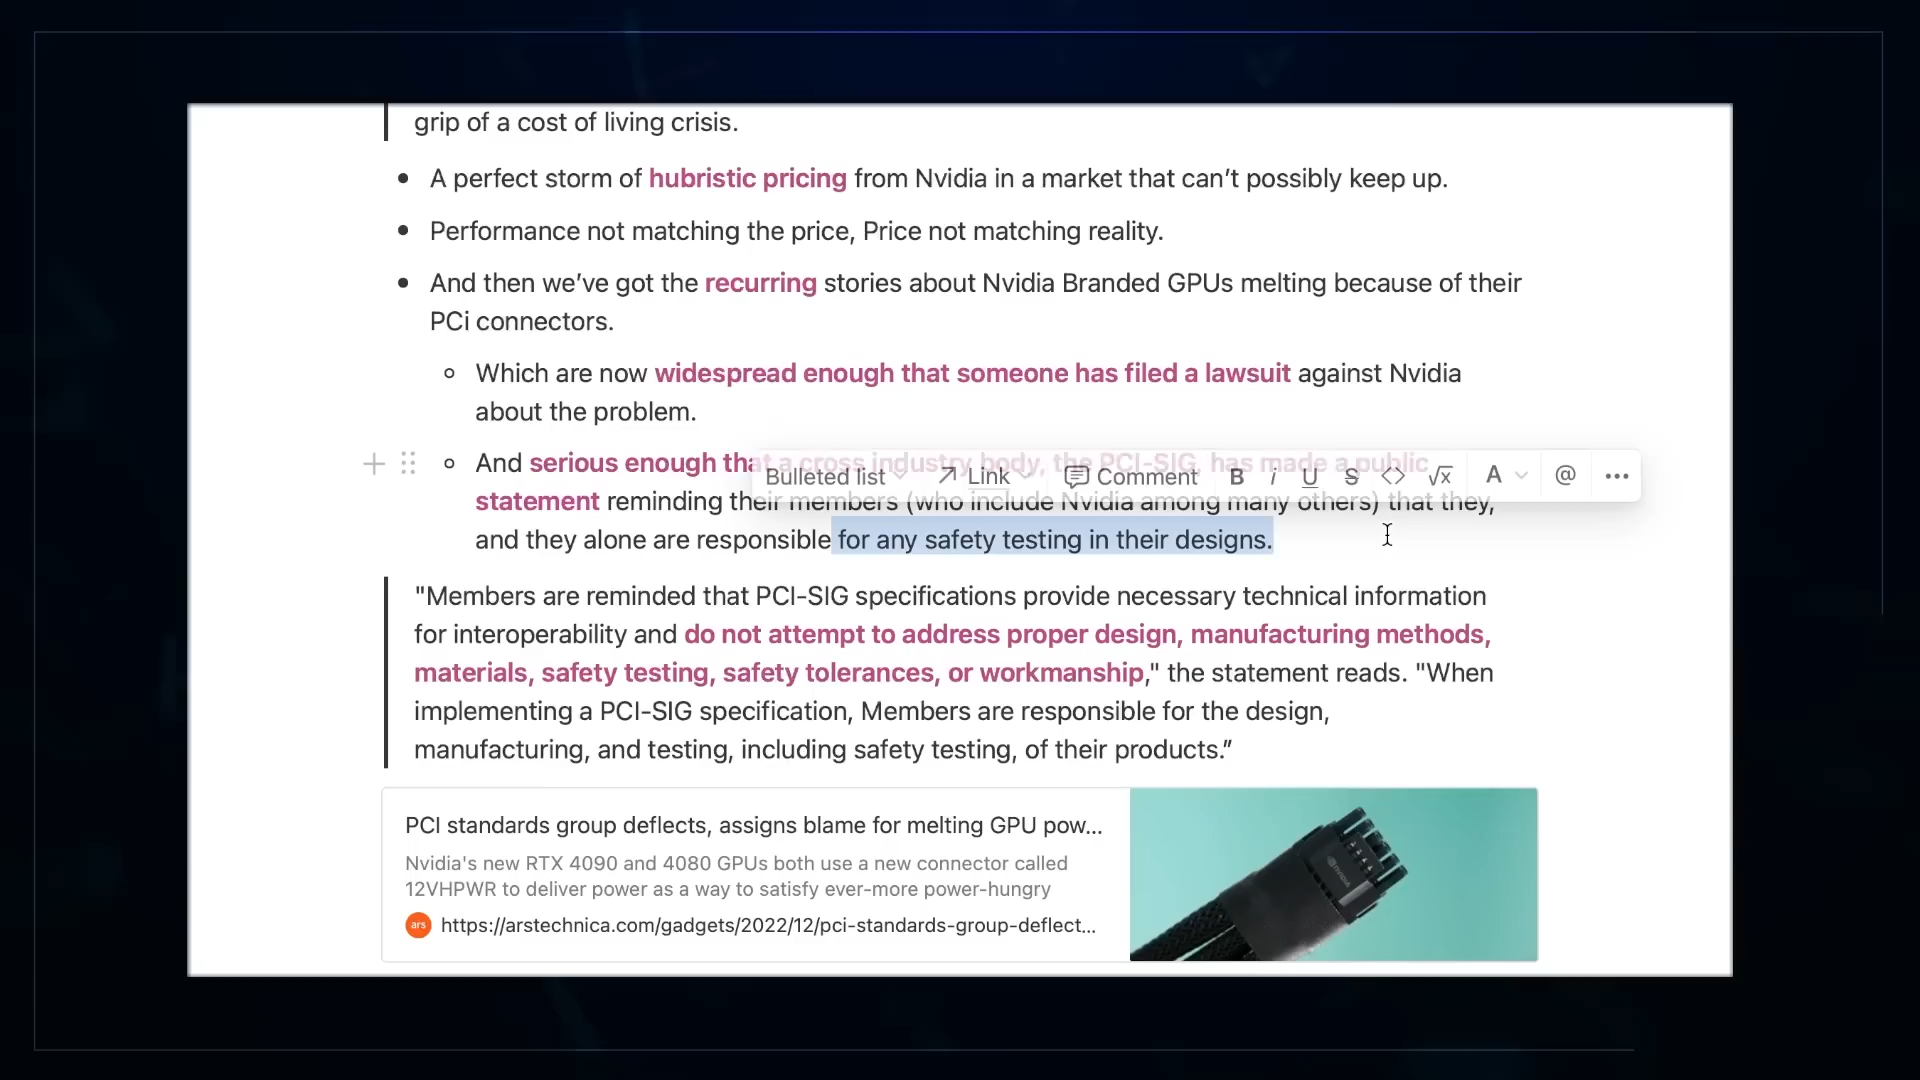 grip of a cost of living crisis.
A perfect storm of hubristic pricing from Nvidia in a market that can’t possibly keep up.
Performance not matching the price, Price not matching reality.
And then we’ve got the recurring stories about Nvidia Branded GPUs melting because of their
PCi connectors.
Which are now widespread enough that someone has filed a lawsuit against Nvidia
about the problem.
And serious enough that a cross industry body, the PCI-SIG, has made a public
Bulleted list Link Comment B i U S <> √x A @ •••
statement reminding their members (who include Nvidia among many others) that they,
and they alone are responsible for any safety testing in their designs.
"Members are reminded that PCI-SIG specifications provide necessary technical information
for interoperability and do not attempt to address proper design, manufacturing methods,
materials, safety testing, safety tolerances, or workmanship," the statement reads. "When
implementing a PCI-SIG specification, Members are responsible for the design,
manufacturing, and testing, including safety testing, of their products.”
PCI standards group deflects, assigns blame for melting GPU pow...
Nvidia's new RTX 4090 and 4080 GPUs both use a new connector called
12VHPWR to deliver power as a way to satisfy ever-more power-hungry
ars https://arstechnica.com/gadgets/2022/12/pci-standards-group-deflect...
NVIDIA